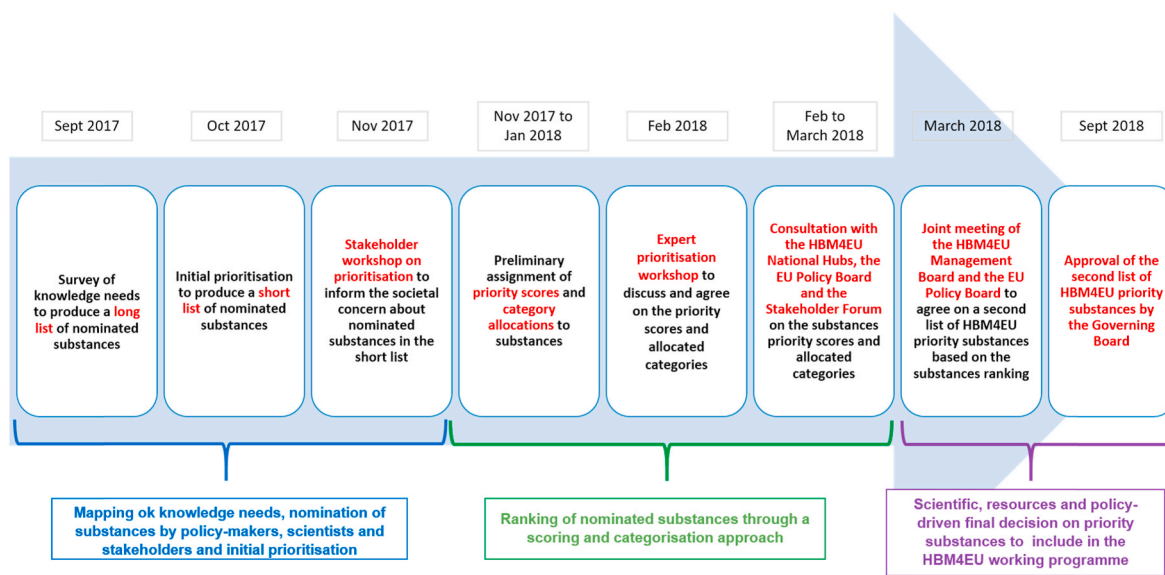 Sept 2017
Oct 2017
Nov 2017
Nov 2017 to
Jan 2018
Feb 2018
Feb to
March 2018
March 2018
Sept 2018
Survey of
knowledge needs
to produce a long
list of nominated
substances
Initial prioritisation
to produce a short
list of nominated
substances
Stakeholder
workshop on
prioritisation to
inform the societal
concern about
nominated
substances in the
short list
Preliminary
assignment of
priority scores and
category
allocations to
substances
Expert
prioritisation
workshop to
discuss and agree
on the priority
scores and
allocated
categories
Consultation with
the HBM4EU
National Hubs, the
EU Policy Board
and the
Stakeholder Forum
on the substances
priority scores and
allocated
categories
Joint meeting of
the HBM4EU
Management
Board and the EU
Policy Board to
agree on a second
list of HBM4EU
priority substances
based on the
substances ranking
Approval of the
second list of
HBM4EU priority
substances by
the Governing
Board
Mapping ok knowledge needs, nomination of
substances by policy-makers, scientists and
stakeholders and initial prioritisation
Ranking of nominated substances through a
scoring and categorisation approach
Scientific, resources and policy-
driven final decision on priority
substances to include in the
HBM4EU working programme